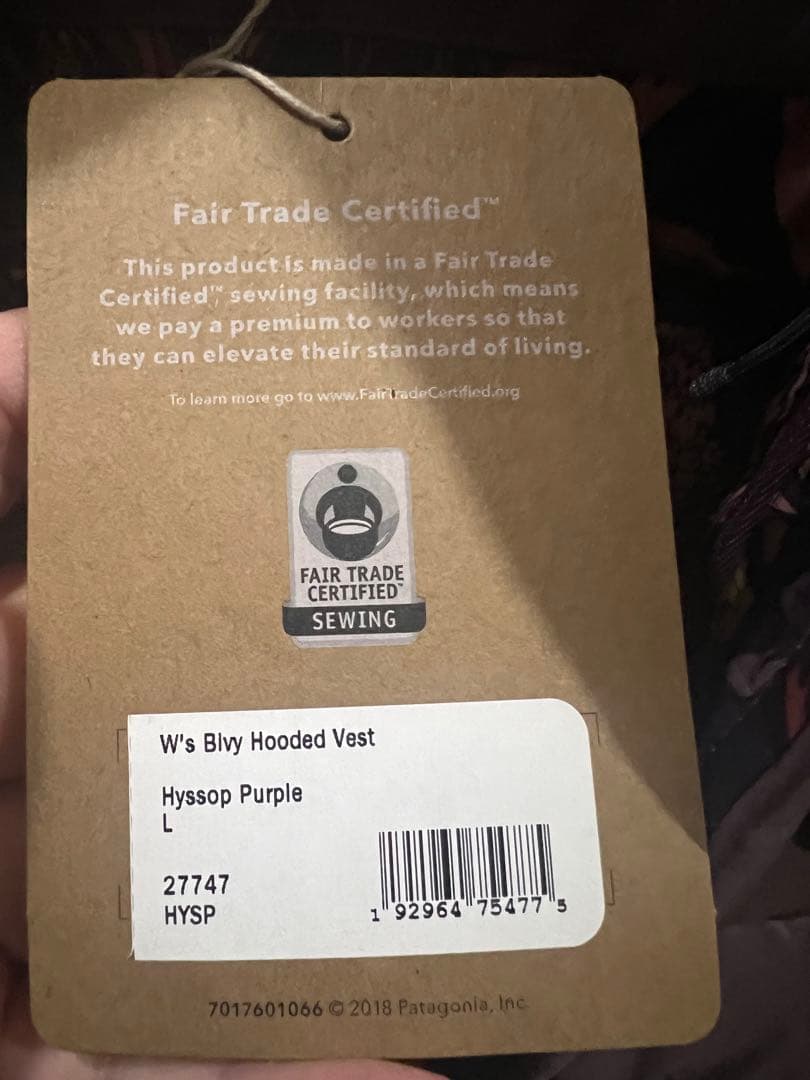 Fair Trade Certified™
This product is made in a Fair Trade
Certified™ sewing facility, which means
we pay a premium to workers so that
they can elevate their standard of living.
To learn more go to www.FairTradeCertified.org
FAIR TRADE
CERTIFIED™
SEWING
W's Bivy Hooded Vest
Hyssop Purple
L
27747
HYSP
1 92964 75477 5
7017601066 © 2018 Patagonia, Inc.